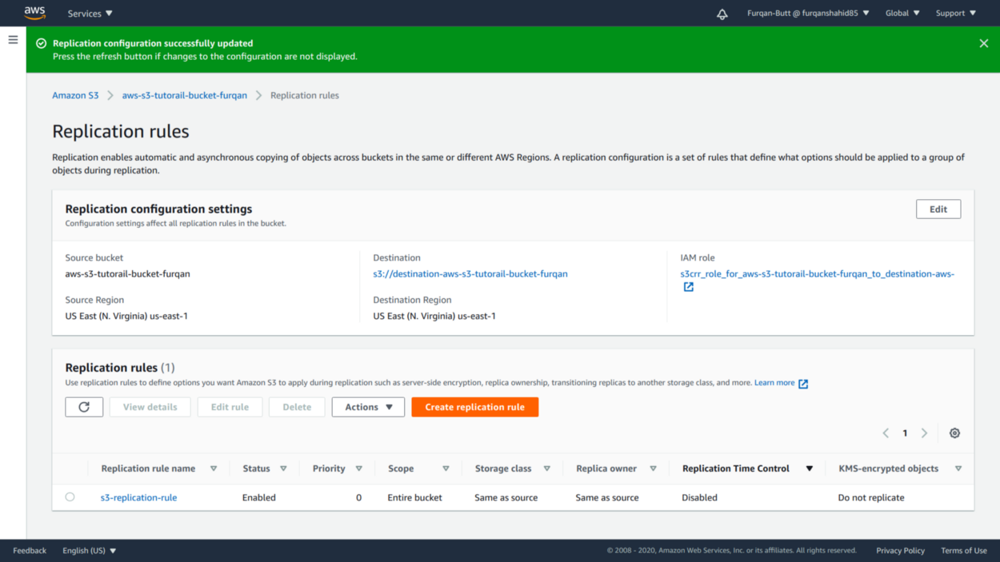 aws
Services
Furqan-Butt @ furqanshahid85
Global
Support
Replication configuration successfully updated
Press the refresh button if changes to the configuration are not displayed.
Amazon S3
aws-s3-tutorail-bucket-furqan
Replication rules
Replication rules
Replication enables automatic and asynchronous copying of objects across buckets in the same or different AWS Regions. A replication configuration is a set of rules that define what options should be applied to a group of
objects during replication.
Replication configuration settings
Edit
Configuration settings affect all replication rules in the bucket.
Source bucket
aws-s3-tutorail-bucket-furqan
Source Region
US East (N. Virginia) us-east-1
Destination
s3://destination-aws-s3-tutorail-bucket-furqan
Destination Region
US East (N. Virginia) us-east-1
IAM role
s3crr_role_for_aws-s3-tutorail-bucket-furqan_to_destination-aws-
Replication rules (1)
Use replication rules to define options you want Amazon S3 to apply during replication such as server-side encryption, replica ownership, transitioning replicas to another storage class, and more. Learn more
View details
Edit rule
Delete
Actions
Create replication rule
1
Replication rule name
Status
Priority
Scope
Storage class
Replica owner
Replication Time Control
KMS-encrypted objects
s3-replication-rule
Enabled
0
Entire bucket
Same as source
Same as source
Disabled
Do not replicate
Feedback
English (US)
© 2008 - 2020, Amazon Web Services, Inc. or its affiliates. All rights reserved.
Privacy Policy
Terms of Use